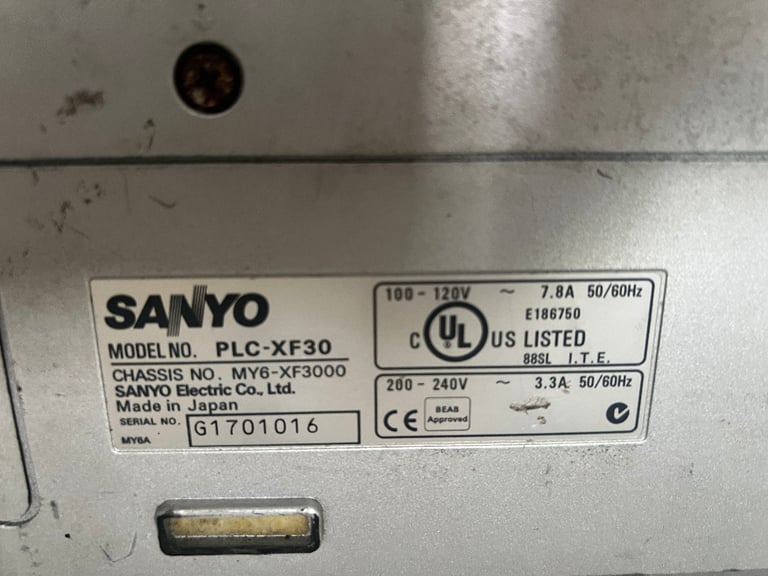 SANYO
MODEL NO. PLC-XF30
CHASSIS NO. MY6-XF3000
SANYO Electric Co., Ltd.
Made in Japan
SERIAL NO. G1701016
MY6A
100 - 120V ~ 7.8A 50/60Hz
E186750
C UL US LISTED
88SL I.T.E.
200 - 240V ~ 3.3A 50/60Hz
CE BEAB Approved